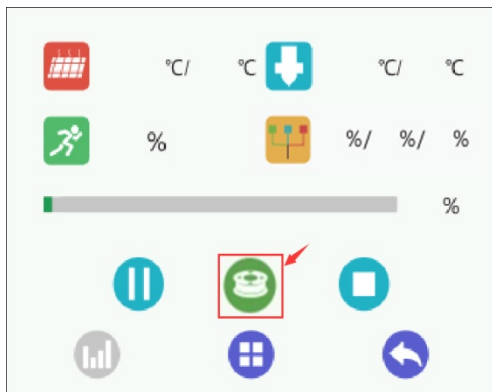 ℃/ ℃ ℃/ ℃
% %/ %/ %
%